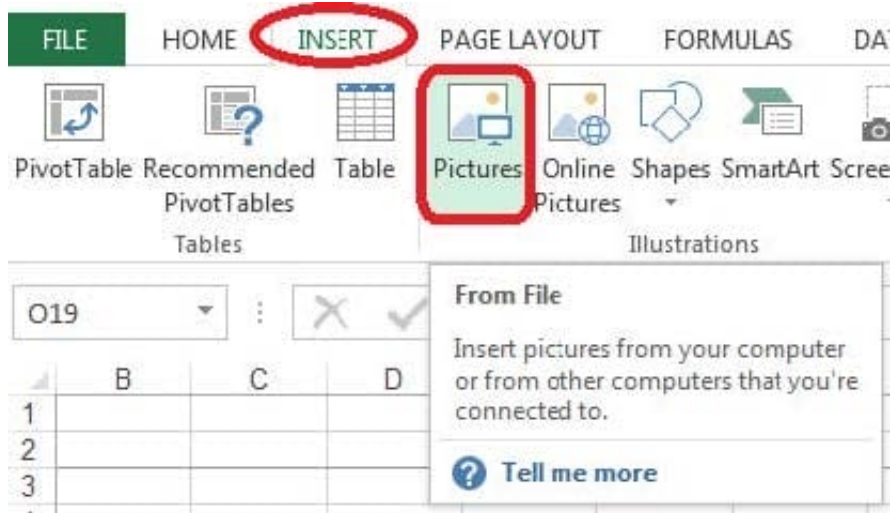 FILE HOME INSERT PAGE LAYOUT FORMULAS DA
PivotTable Recommended Table Pictures Online Shapes SmartArt Scree
PivotTables Pictures
Tables Illustrations
O19
From File
Insert pictures from your computer
or from other computers that you're
connected to.
Tell me more
B C D
1
2
3